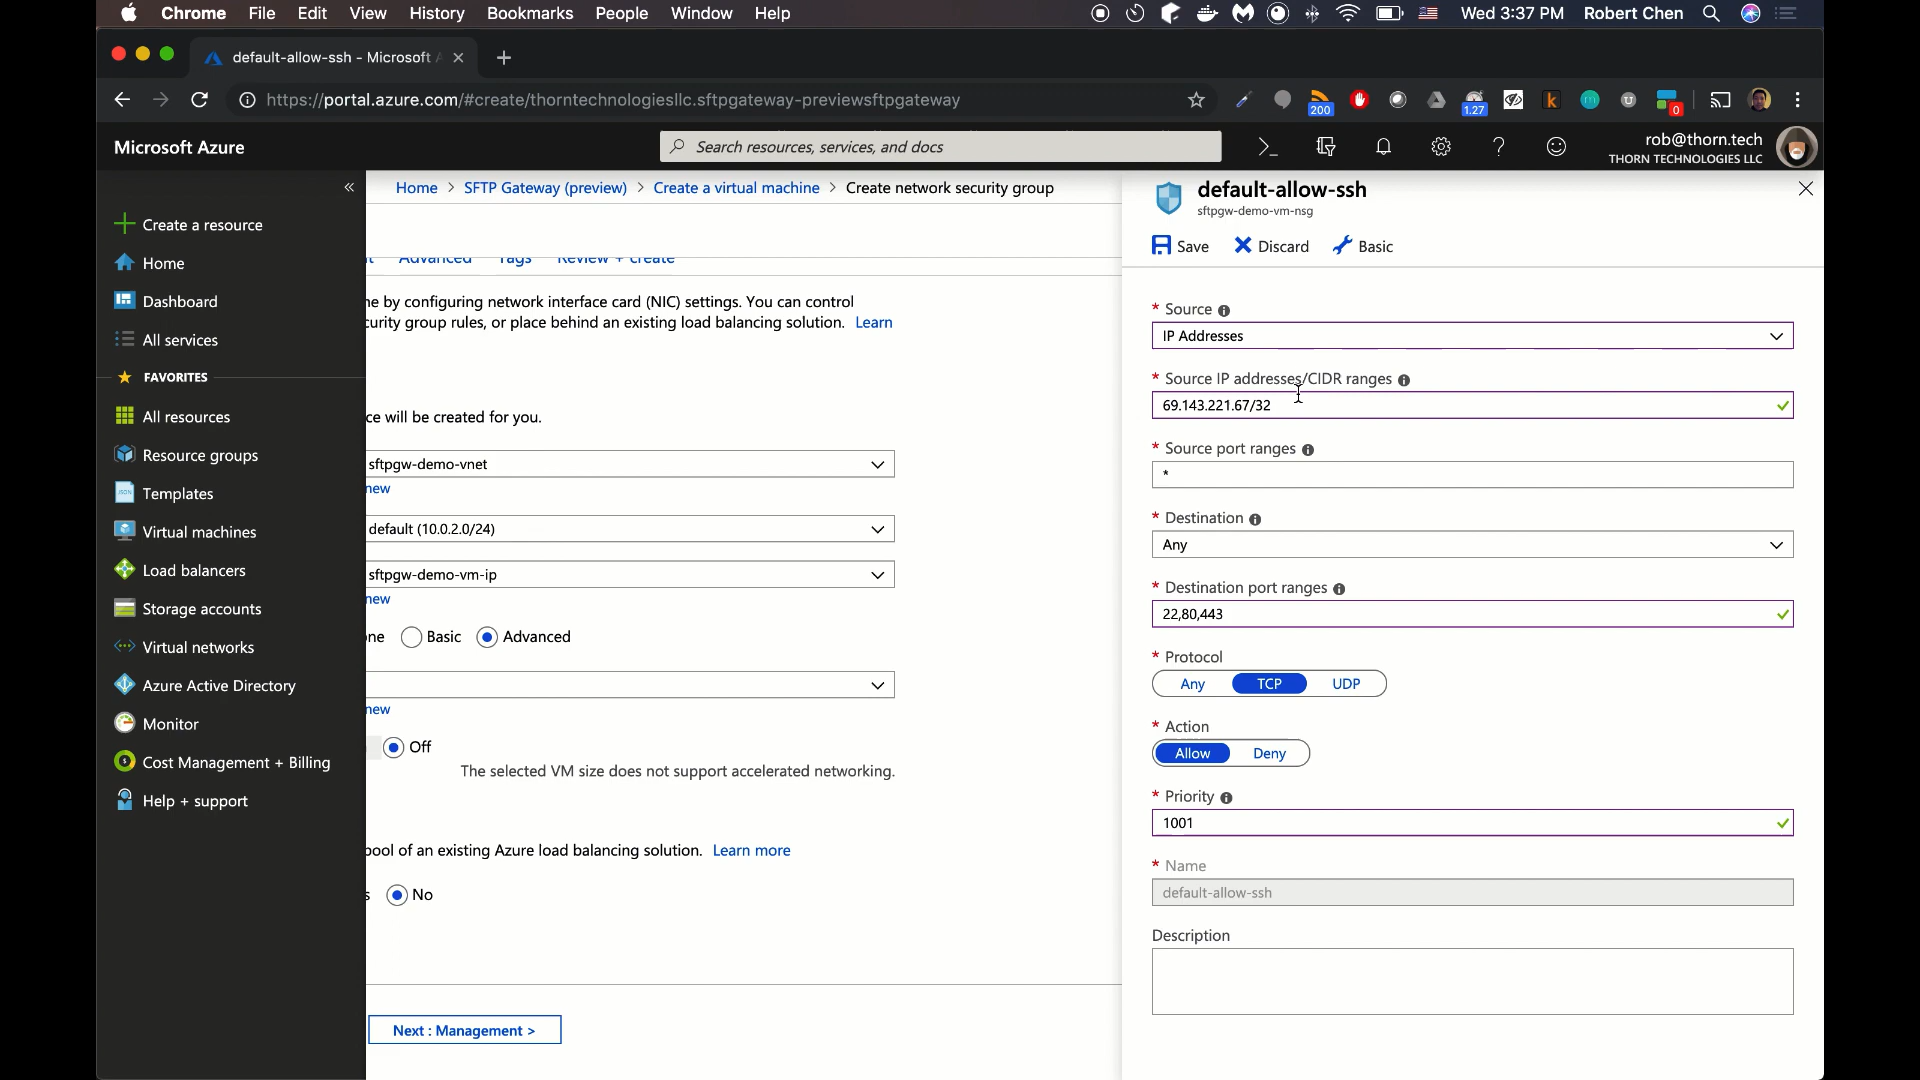 Chrome File Edit View History Bookmarks People Window Help Wed 3:37 PM Robert Chen
default-allow-ssh - Microsoft
https://portal.azure.com/#create/thorntechnologiesllc.sftpgateway-previewsftpgateway
200 1.27 0
Microsoft Azure
Search resources, services, and docs
rob@thorn.tech
THORN TECHNOLOGIES LLC
Create a resource
Home
Dashboard
All services
FAVORITES
All resources
Resource groups
Templates
Virtual machines
Load balancers
Storage accounts
Virtual networks
Azure Active Directory
Monitor
Cost Management + Billing
Help + support
Home > SFTP Gateway (preview) > Create a virtual machine > Create network security group
Advanced Tags Review + create
ne by configuring network interface card (NIC) settings. You can control
curity group rules, or place behind an existing load balancing solution. Learn
ce will be created for you.
sftpgw-demo-vnet
new
default (10.0.2.0/24)
sftpgw-demo-vm-ip
new
one Basic Advanced
new
Off
The selected VM size does not support accelerated networking.
pool of an existing Azure load balancing solution. Learn more
s No
Next : Management >
default-allow-ssh
sftpgw-demo-vm-nsg
Save Discard Basic
* Source
IP Addresses
* Source IP addresses/CIDR ranges
69.143.221.67/32
* Source port ranges
*
* Destination
Any
* Destination port ranges
22,80,443
* Protocol
Any TCP UDP
* Action
Allow Deny
* Priority
1001
* Name
default-allow-ssh
Description